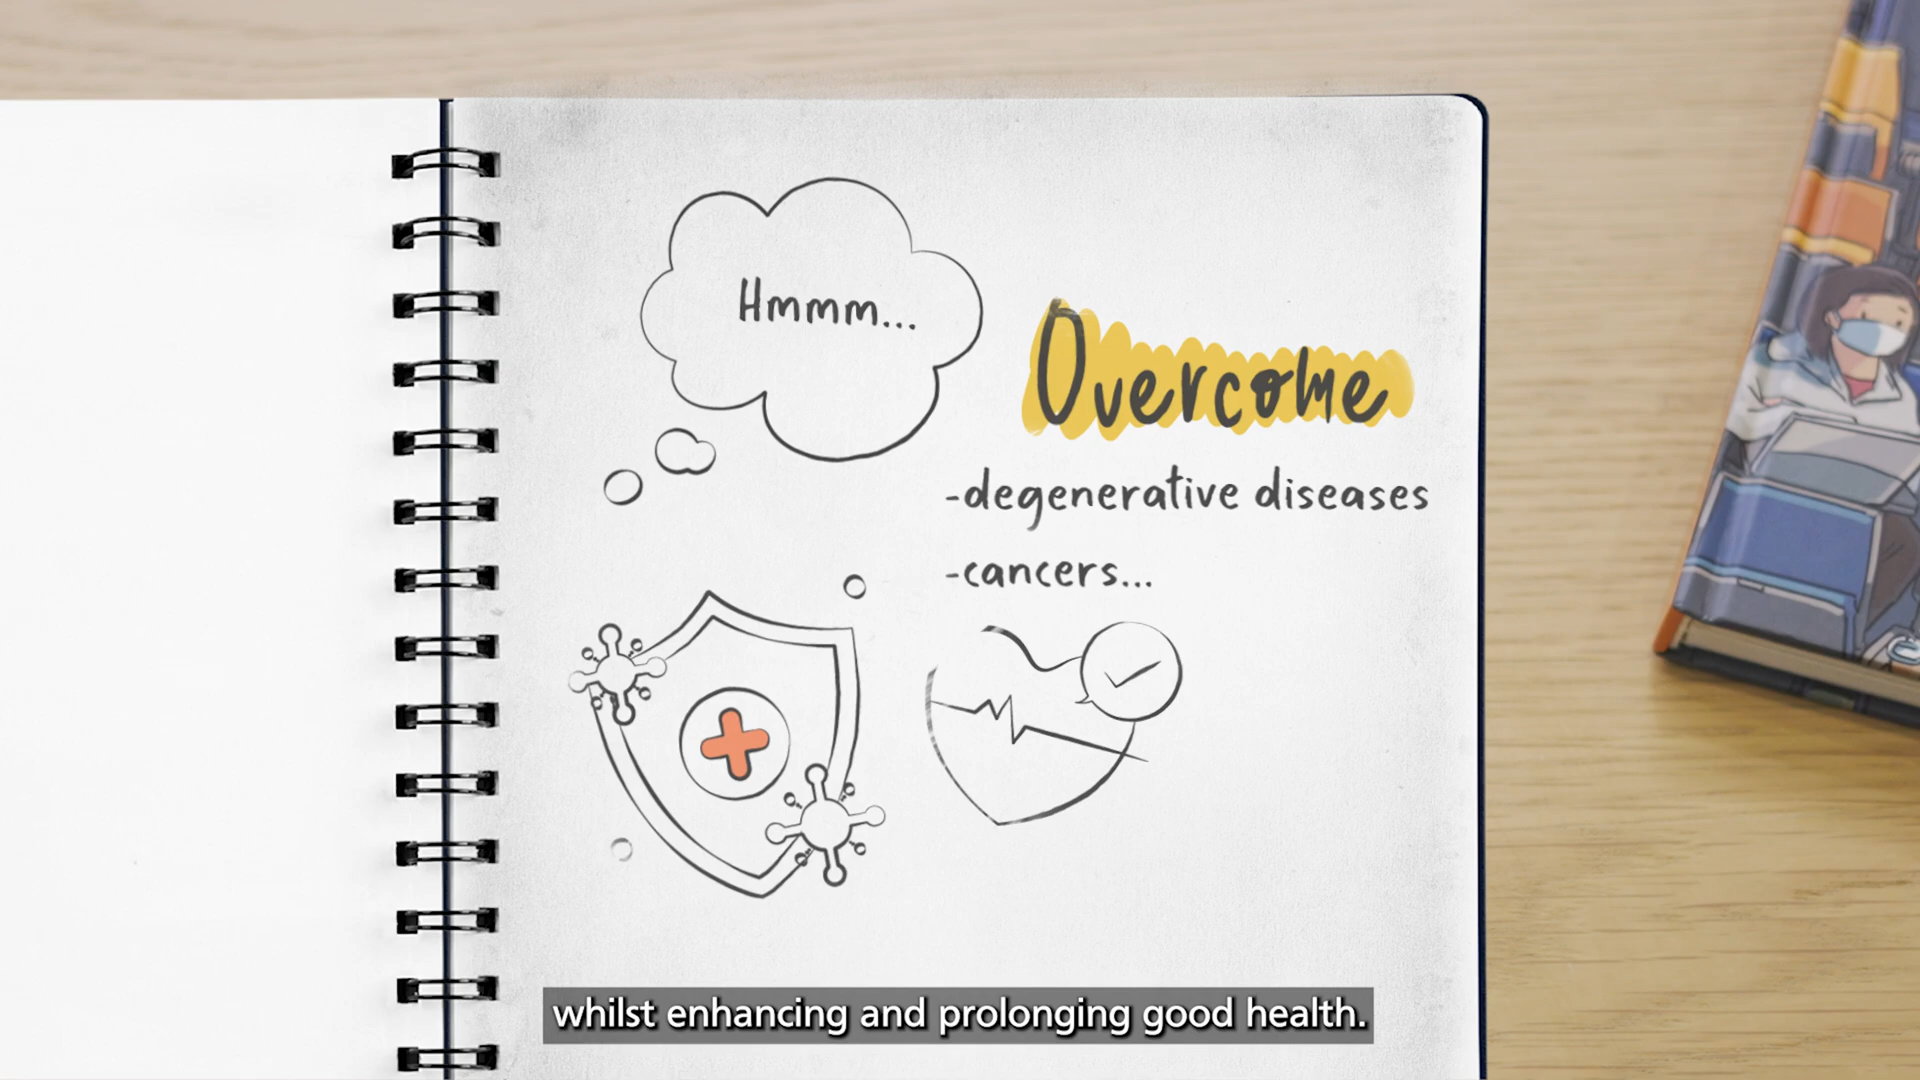 Hmmm...
Overcome
-degenerative diseases
-cancers...
whilst enhancing and prolonging good health.